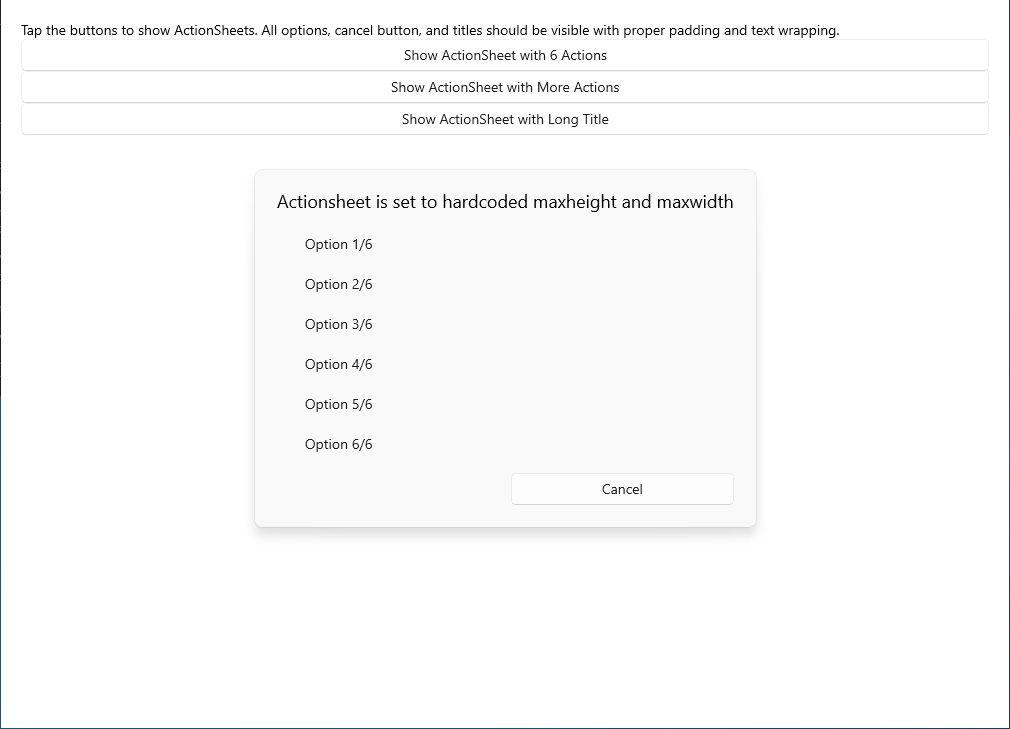 Tap the buttons to show ActionSheets. All options, cancel button, and titles should be visible with proper padding and text wrapping.
Show ActionSheet with 6 Actions
Show ActionSheet with More Actions
Show ActionSheet with Long Title
Actionsheet is set to hardcoded maxheight and maxwidth
Option 1/6
Option 2/6
Option 3/6
Option 4/6
Option 5/6
Option 6/6
Cancel